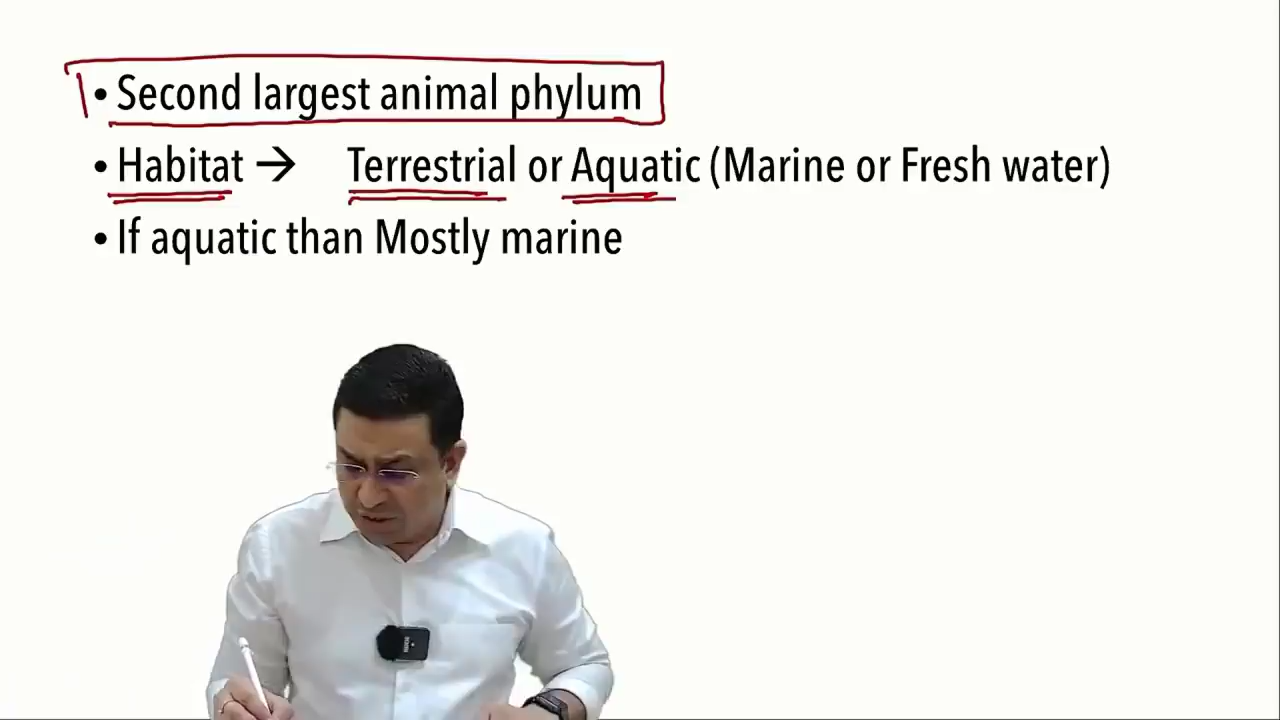 • Second largest animal phylum
• Habitat → Terrestrial or Aquatic (Marine or Fresh water)
• If aquatic than Mostly marine